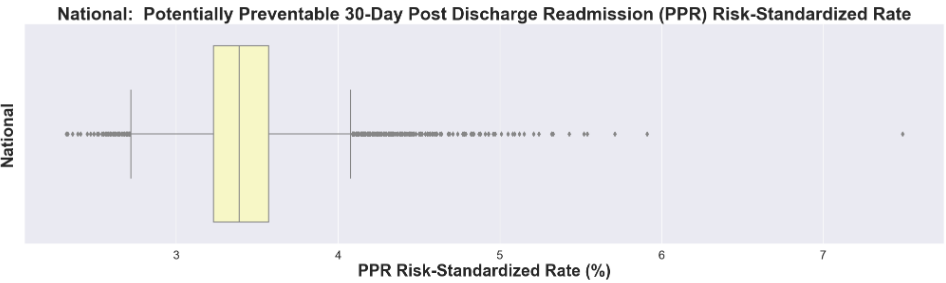 National:  Potentially Preventable 30-Day Post Discharge Readmission (PPR) Risk-Standardized Rate
National
3 4 5 6 7
PPR Risk-Standardized Rate (%)